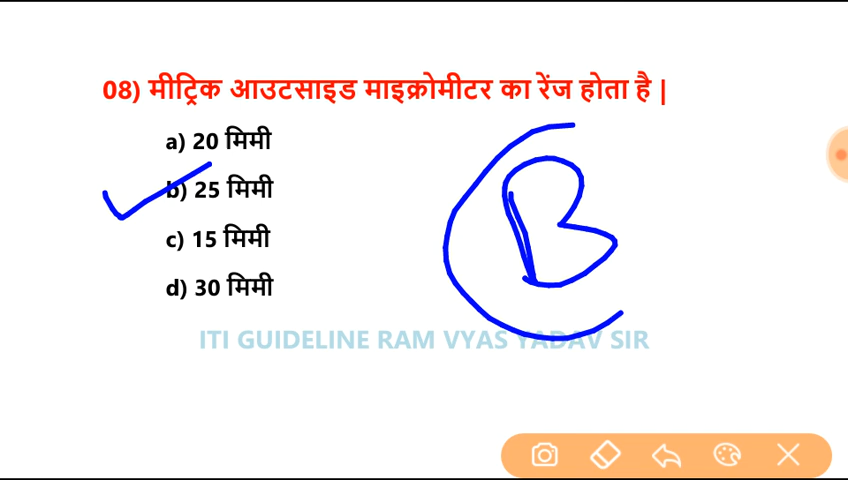 08) मीट्रिक आउटसाइड माइक्रोमीटर का रेंज होता है |
a) 20 मिमी
b) 25 मिमी
c) 15 मिमी
d) 30 मिमी
B
ITI GUIDELINE RAM VYAS YADAV SIR